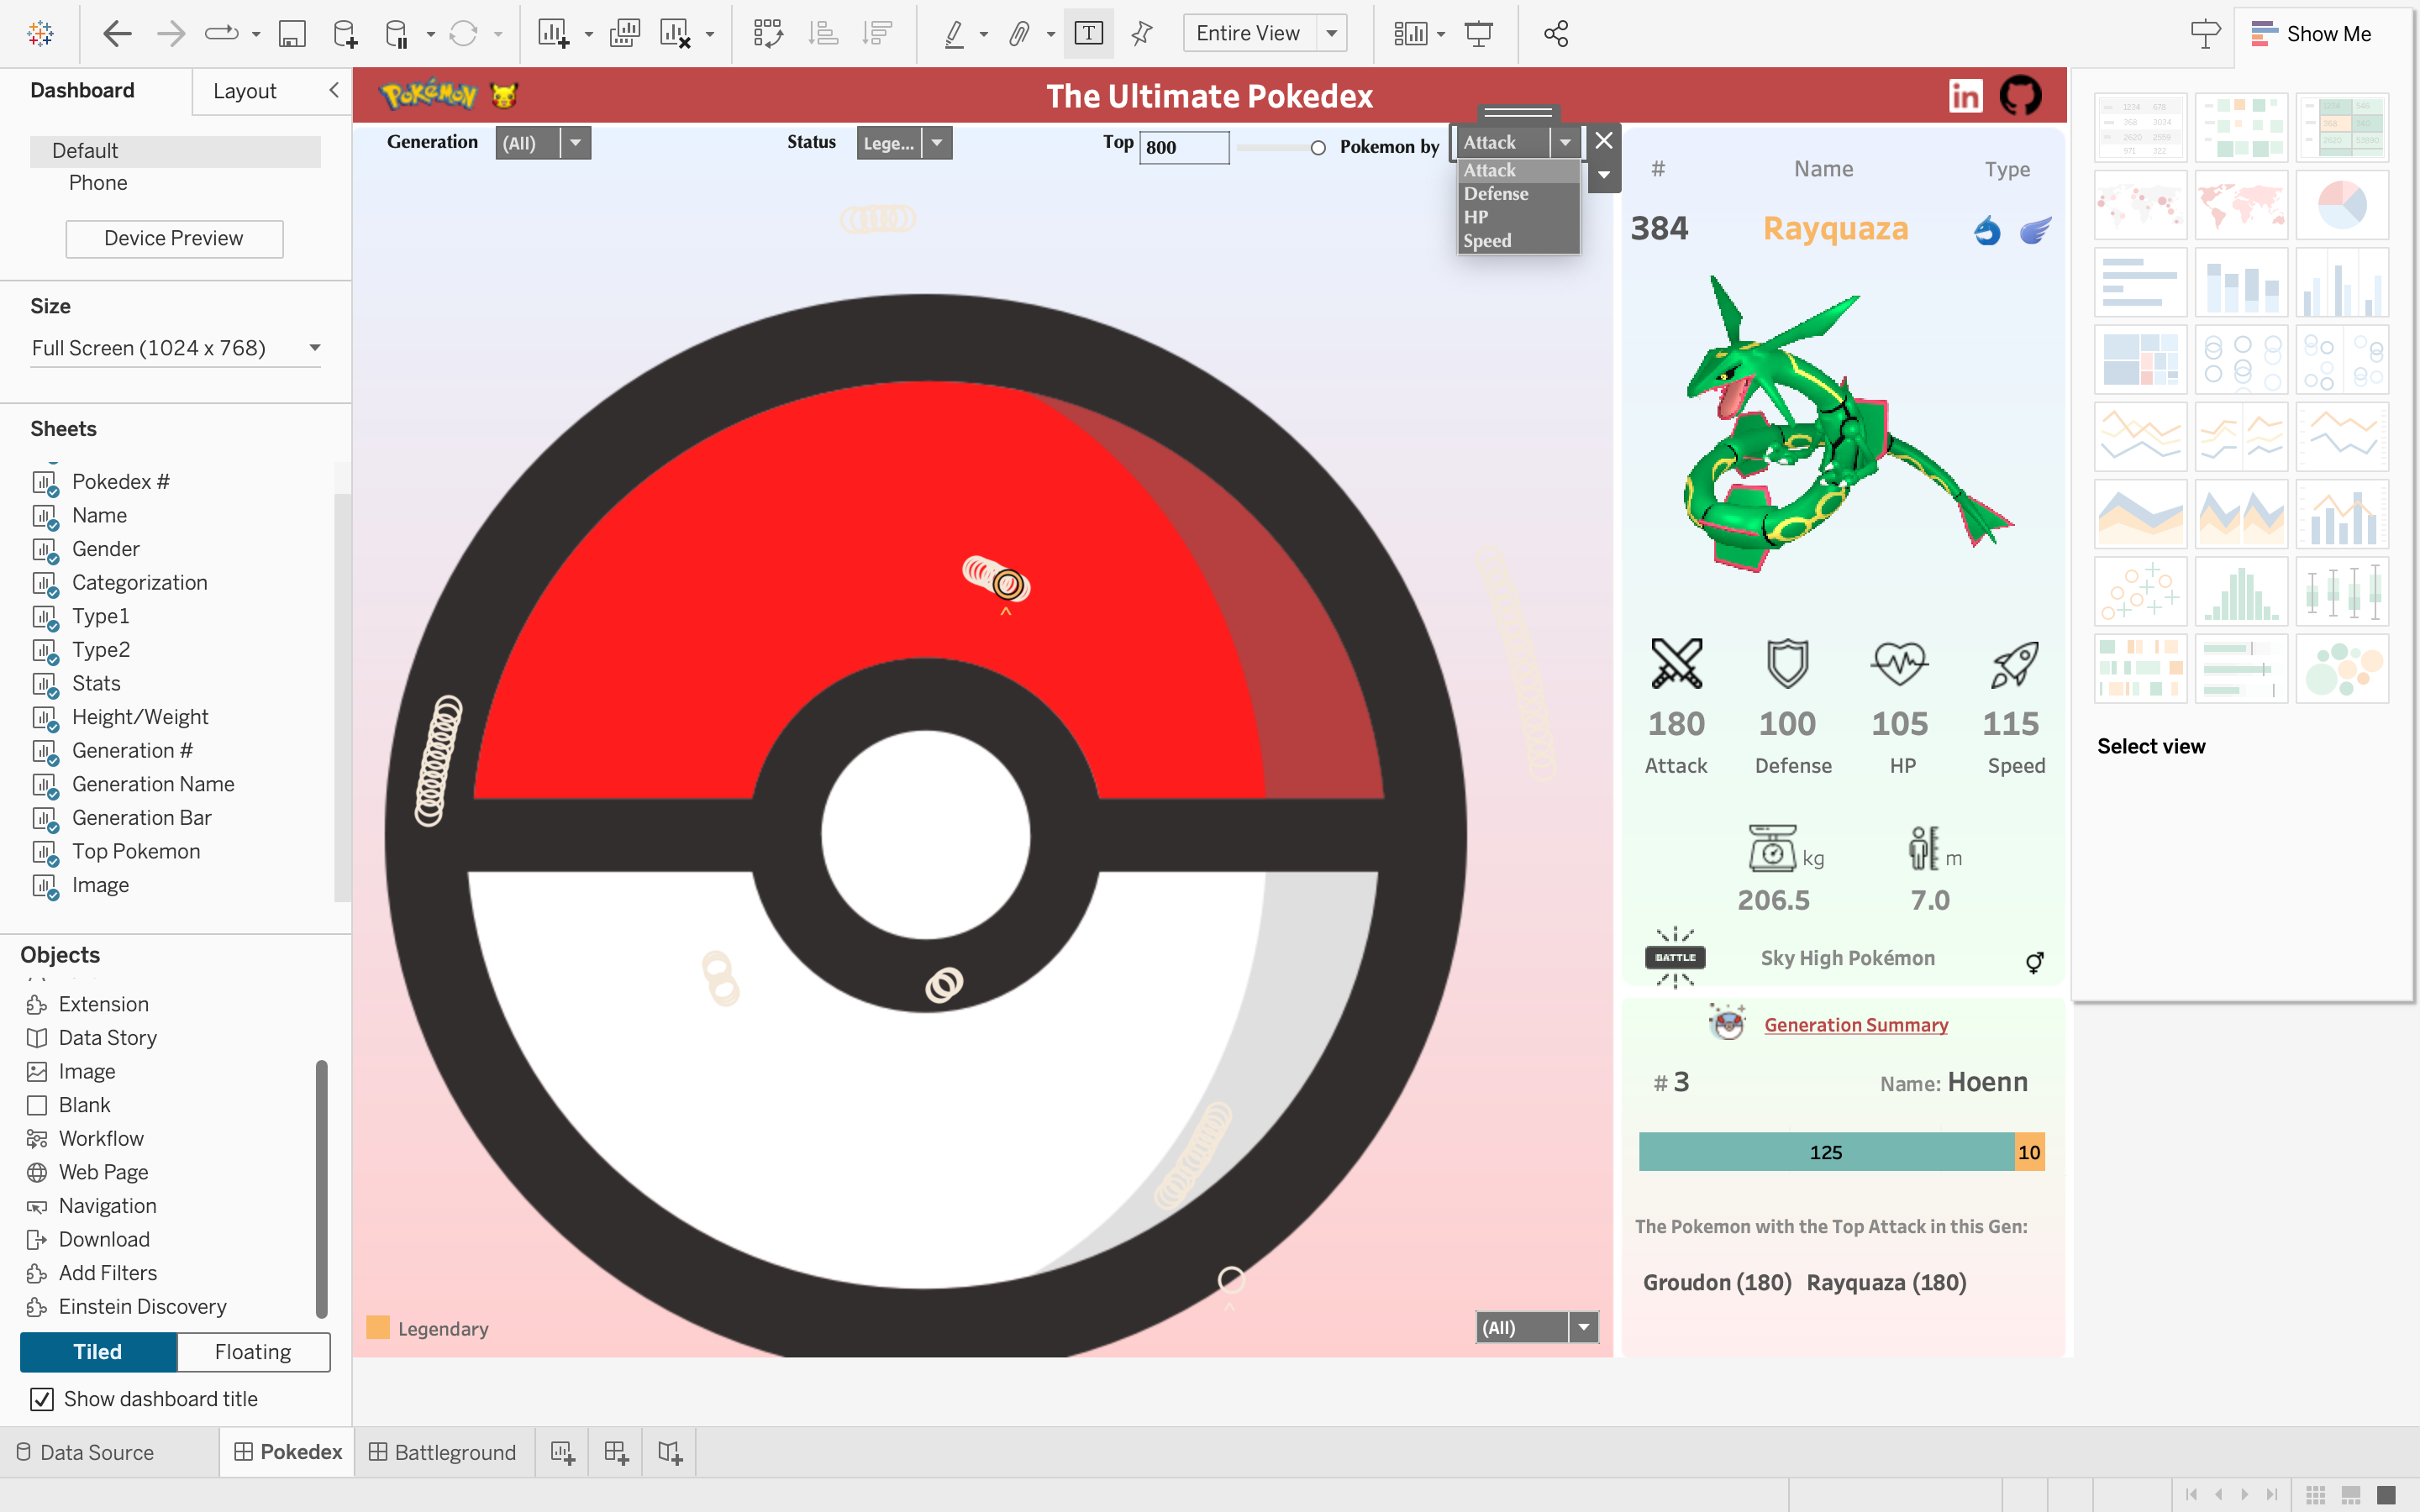 Entire View
Show Me
Dashboard
Layout
Default
Phone
Device Preview
Size
Full Screen (1024 x 768)
Sheets
Pokedex #
Name
Gender
Categorization
Type1
Type2
Stats
Height/Weight
Generation #
Generation Name
Generation Bar
Top Pokemon
Image
Objects
Extension
Data Story
Image
Blank
Workflow
Web Page
Navigation
Download
Add Filters
Einstein Discovery
Tiled
Floating
Show dashboard title
POKéMON
The Ultimate Pokedex
in
Generation
(All)
Status
Lege...
Top
800
Pokemon by
Attack
Attack
Defense
HP
Speed
# Name Type
384 Rayquaza
180 100 105 115
Attack Defense HP Speed
kg m
206.5 7.0
BATTLE
Sky High Pokémon
Generation Summary
# 3
Name: Hoenn
125 10
The Pokemon with the Top Attack in this Gen:
Groudon (180) Rayquaza (180)
Legendary
(All)
Select view
Data Source
Pokedex
Battleground